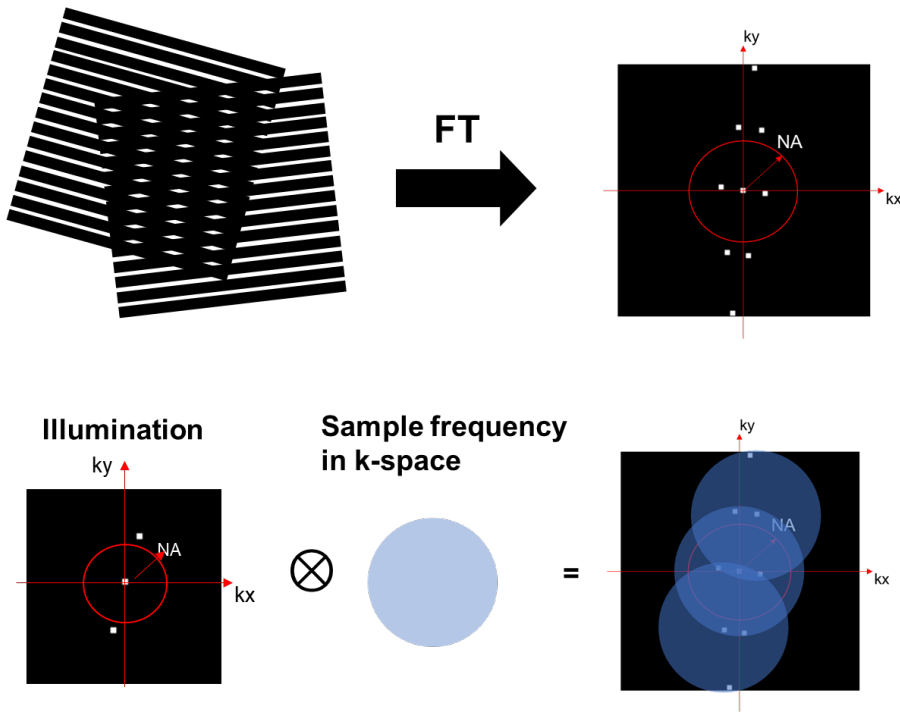 FT
ky
NA
kx
Illumination
ky
NA
kx
Sample frequency
in k-space
=
ky
NA
kx